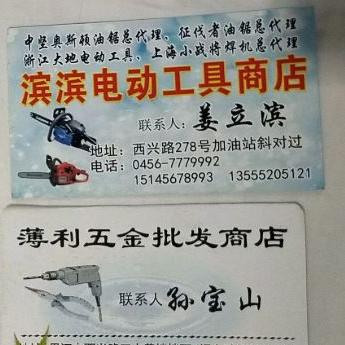 中坚奥斯顿油锯总代理、征伐者油锯总代理
浙江大地电动工具、上海小战将焊机总代理
滨滨电动工具商店
联系人：姜立滨
地址：西兴路278号加油站斜对过
电话：0456-7779992
15145678993 13555205121
薄利五金批发商店
联系人 孙宝山